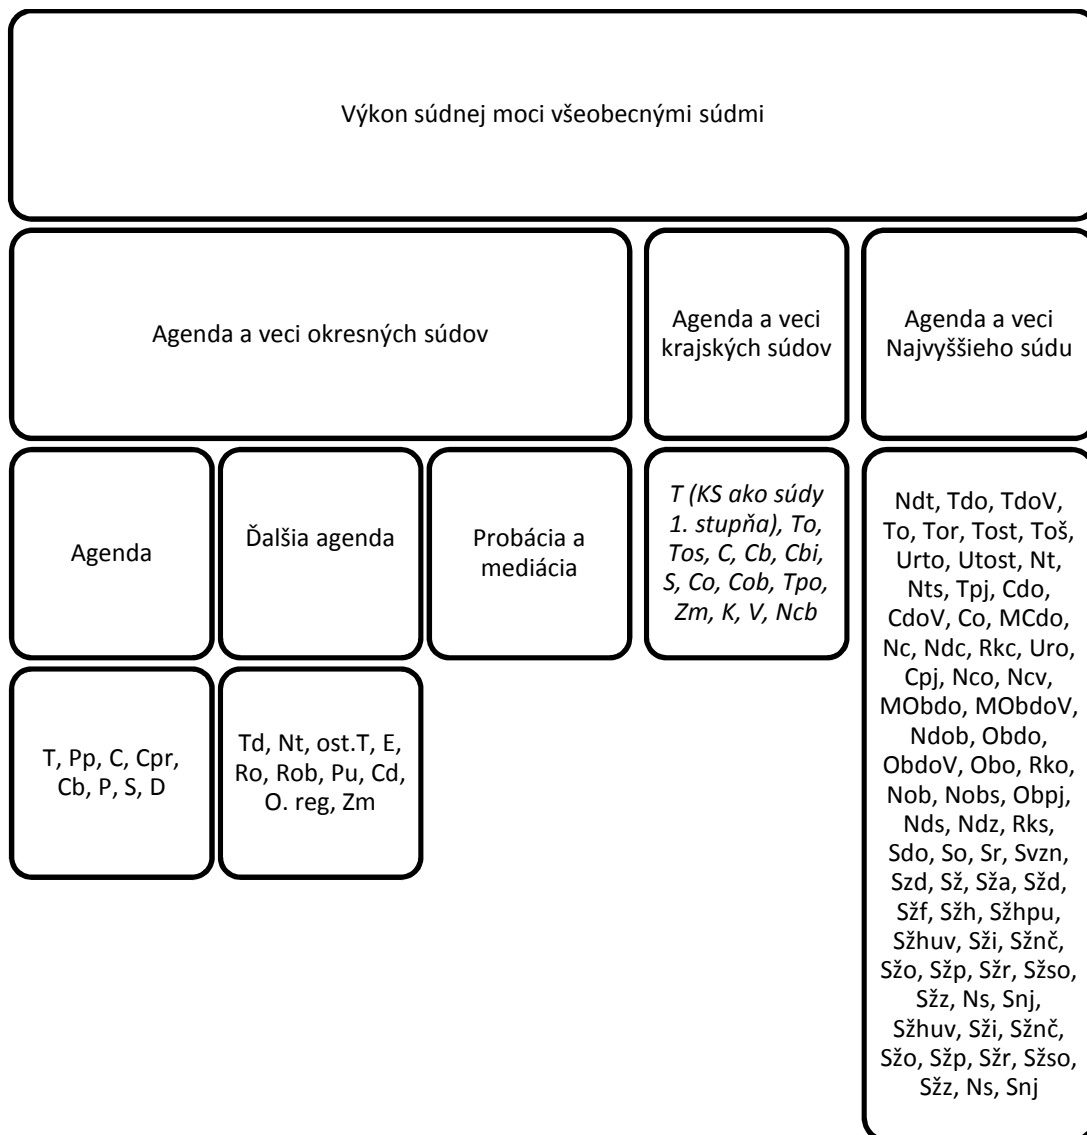 Výkon súdnej moci všeobecnými súdmi
Agenda a veci okresných súdov
Agenda a veci
krajských súdov
Agenda a veci
Najvyššieho súdu
Agenda
Ďalšia agenda
Probácia a
mediácia
T (KS ako súdy
1. stupňa), To,
Tos, C, Cb, Cbi,
S, Co, Cob, Tpo,
Zm, K, V, Ncb
T, Pp, C, Cpr,
Cb, P, S, D
Td, Nt, ost.T, E,
Ro, Rob, Pu, Cd,
O. reg, Zm
Ndt, Tdo, TdoV,
To, Tor, Tost, Toš,
Urto, Utost, Nt,
Nts, Tpj, Cdo,
CdoV, Co, MCdo,
Nc, Ndc, Rkc, Uro,
Cpj, Nco, Ncv,
MObdo, MObdoV,
Ndob, Obdo,
ObdoV, Obo, Rko,
Nob, Nobs, Obpj,
Nds, Ndz, Rks,
Sdo, So, Sr, Svzn,
Szd, Sž, Sža, Sžd,
Sžf, Sžh, Sžhpu,
Sžhuv, Sži, Sžnč,
Sžo, Sžp, Sžr, Sžso,
Sžz, Ns, Snj,
Sžhuv, Sži, Sžnč,
Sžo, Sžp, Sžr, Sžso,
Sžz, Ns, Snj